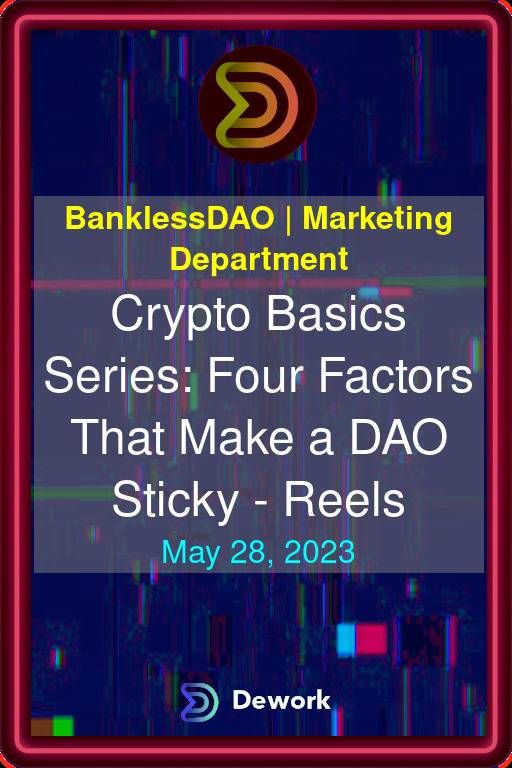 BanklessDAO | Marketing
Department
Crypto Basics
Series: Four Factors
That Make a DAO
Sticky - Reels
May 28, 2023
Dework